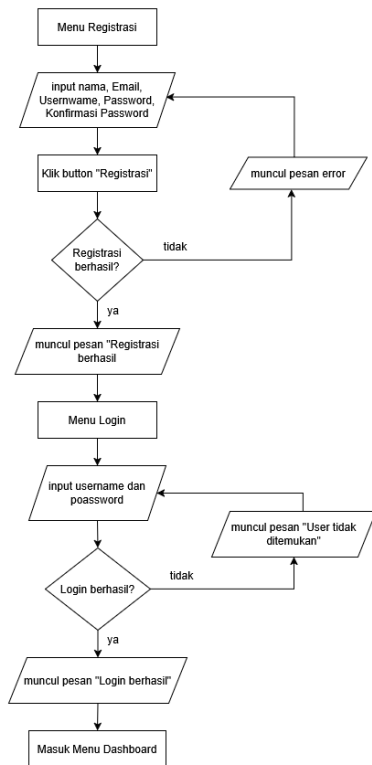 Menu Registrasi
input nama, Email,
Usernwame, Password,
Konfirmasi Password
Klik button "Registrasi"
muncul pesan error
Registrasi
berhasil?
tidak
ya
muncul pesan "Registrasi
berhasil
Menu Login
input username dan
poassword
muncul pesan "User tidak
ditemukan"
Login berhasil?
tidak
ya
muncul pesan "Login berhasil"
Masuk Menu Dashboard